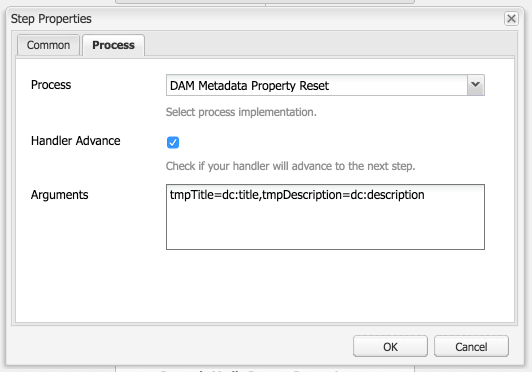 Step Properties
Common
Process
Process
DAM Metadata Property Reset
Select process implementation.
Handler Advance
Check if your handler will advance to the next step.
Arguments
tmpTitle=dc:title,tmpDescription=dc:description
OK
Cancel